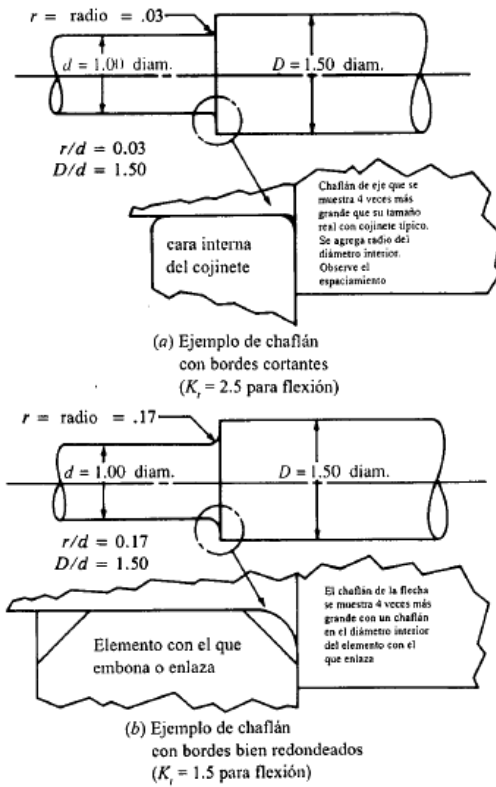 r = radio = .03
d = 1.00 diam.
D = 1.50 diam.
r/d = 0.03
D/d = 1.50
Chaflán de eje que se
muestra 4 veces más
grande que su tamaño
real con cojinete típico.
Se agrega radio del
diámetro interior.
Observe el
espaciamiento
cara interna
del cojinete
(a) Ejemplo de chaflán
con bordes cortantes
(Kt = 2.5 para flexión)
r = radio = .17
d = 1.00 diam.
D = 1.50 diam.
r/d = 0.17
D/d = 1.50
El chaflán de la flecha
se muestra 4 veces más
grande con un chaflán
en el diámetro interior
del elemento con el
que enlaza
Elemento con el que
embona o enlaza
(b) Ejemplo de chaflán
con bordes bien redondeados
(Kt = 1.5 para flexión)